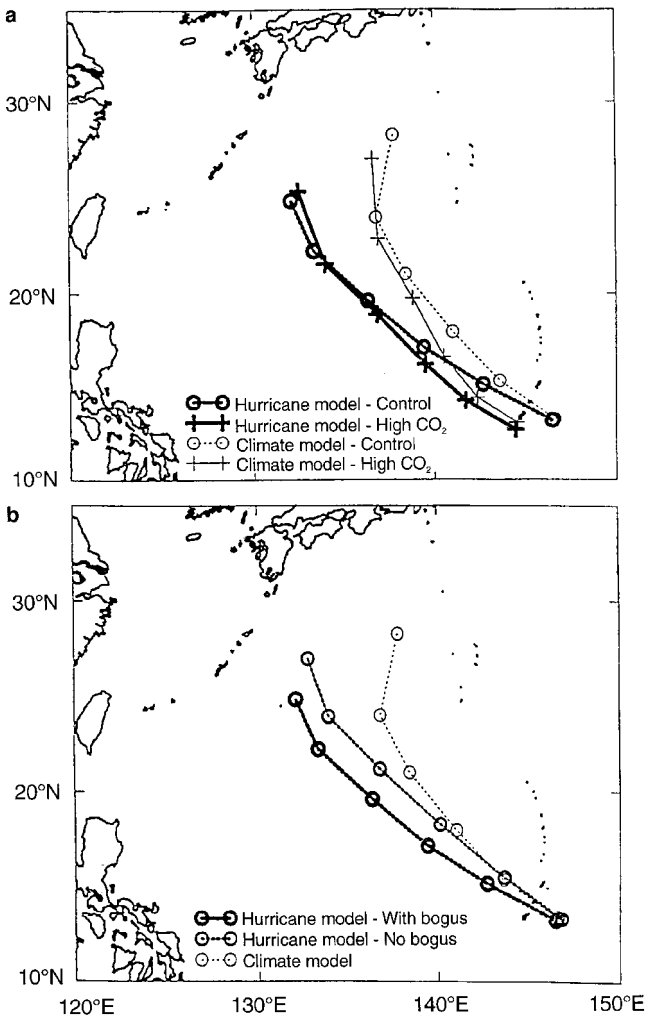 a
30°N
20°N
10°N
Hurricane model - Control
Hurricane model - High CO₂
Climate model - Control
Climate model - High CO₂
b
30°N
20°N
10°N
Hurricane model - With bogus
Hurricane model - No bogus
Climate model
120°E 130°E 140°E 150°E